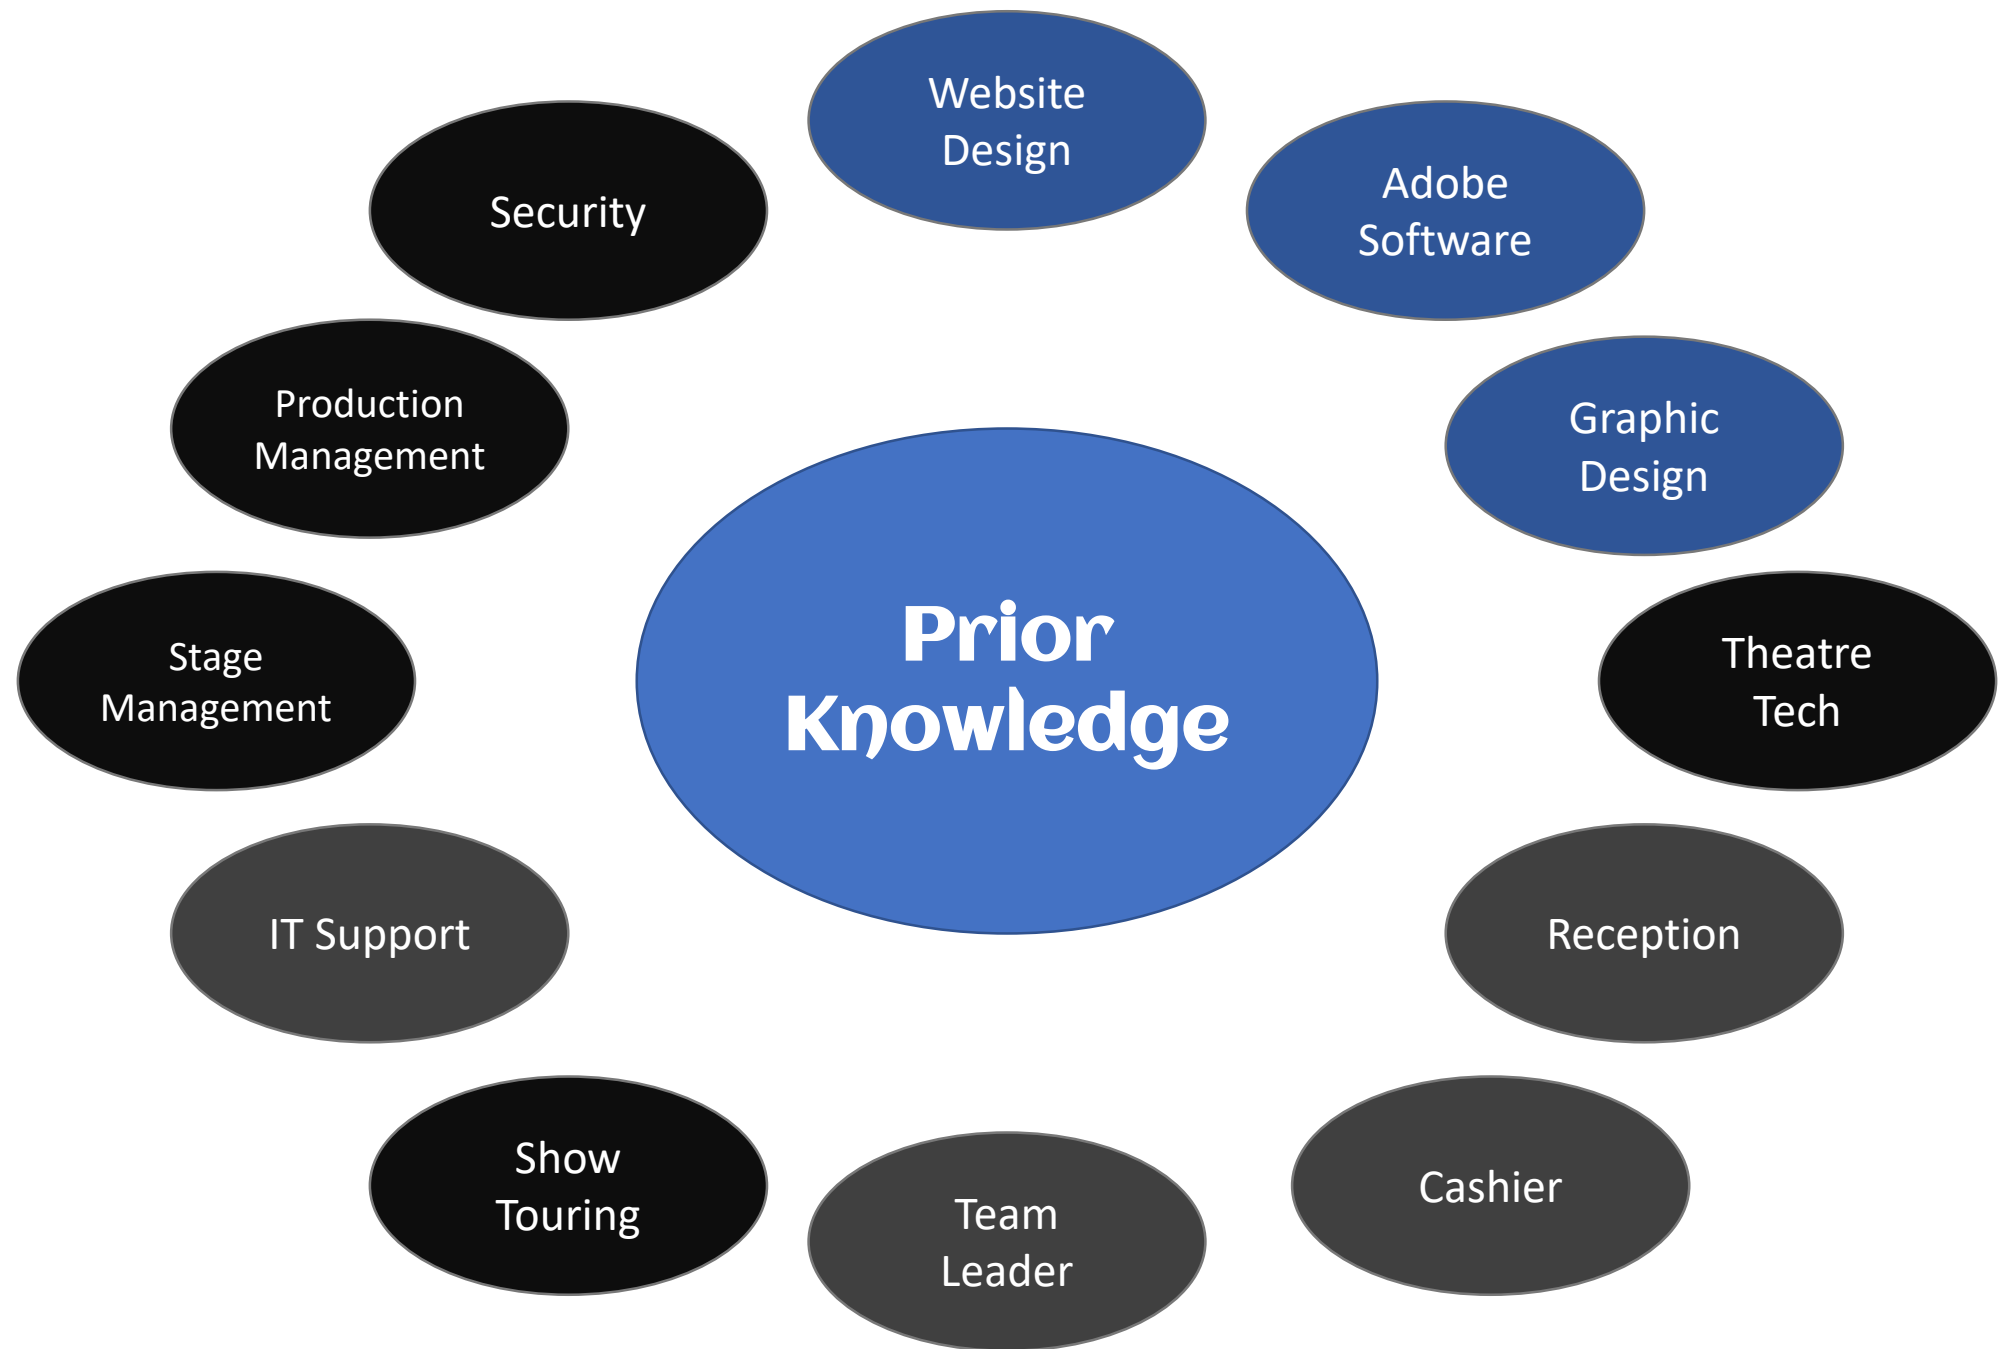 Website
Design
Adobe
Software
Security
Graphic
Design
Production
Management
Prior
Knowledge
Theatre
Tech
Stage
Management
IT Support
Reception
Show
Touring
Team
Leader
Cashier